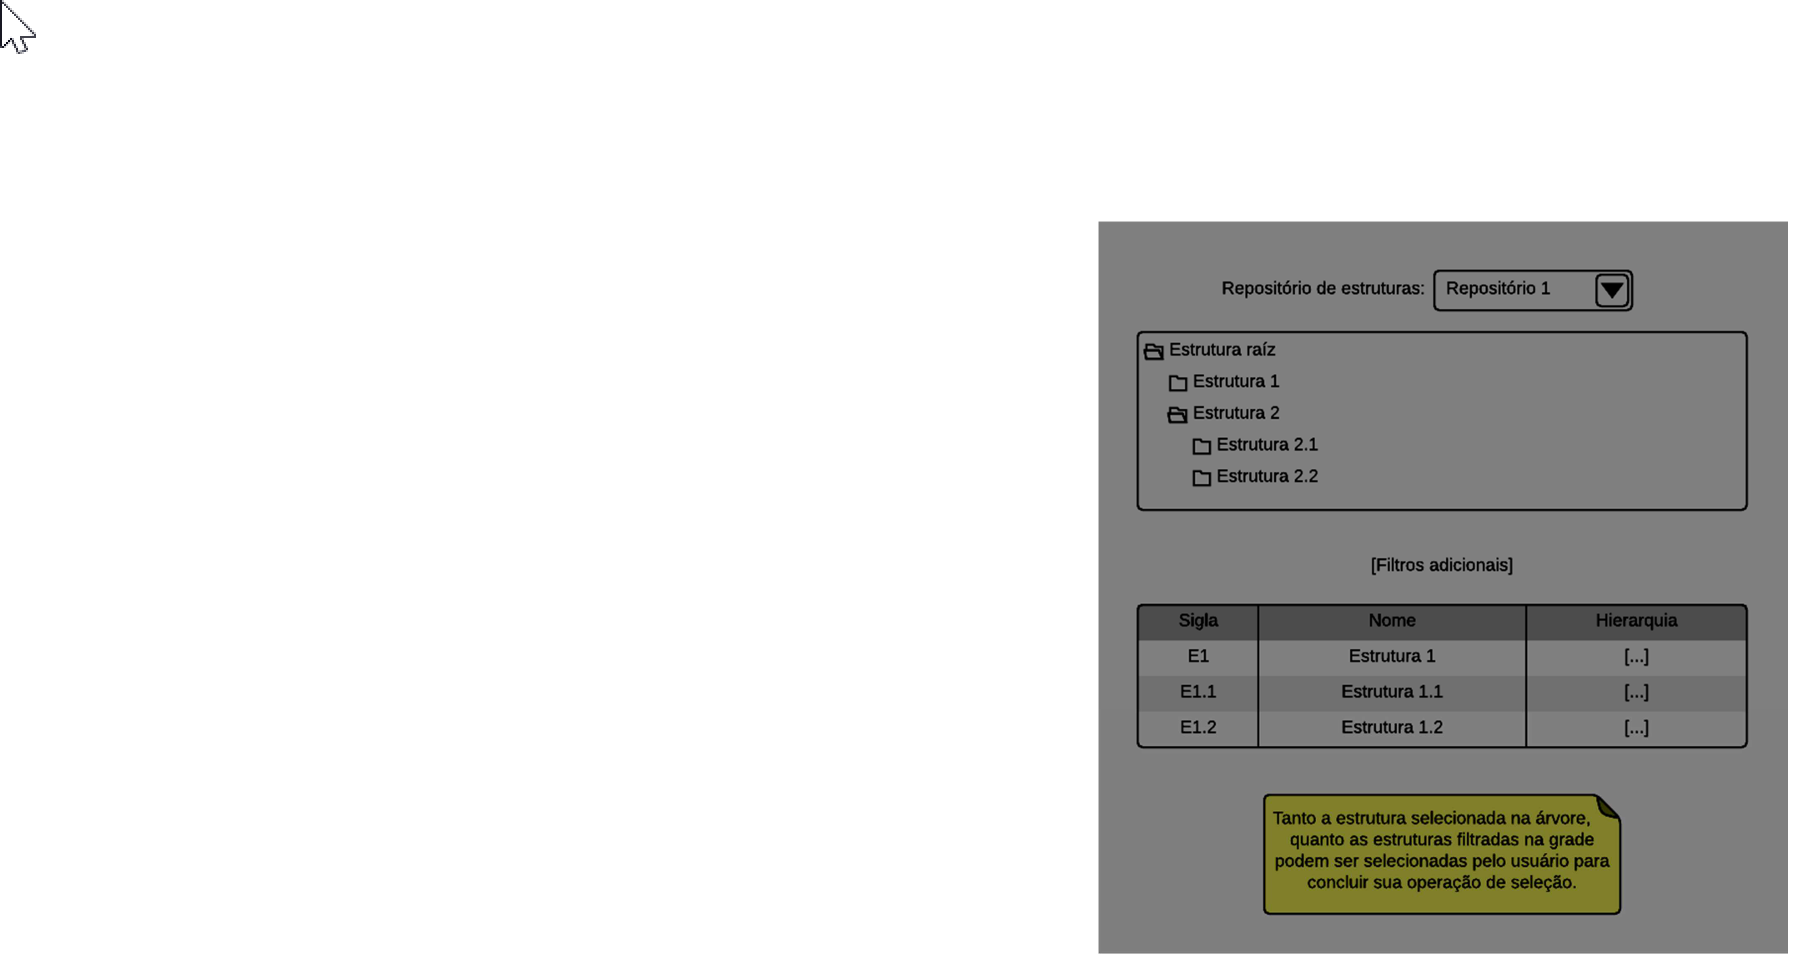 Repositório de estruturas: Repositório 1
Estrutura raíz
Estrutura 1
Estrutura 2
Estrutura 2.1
Estrutura 2.2
[Filtros adicionais]
Sigla Nome Hierarquia
E1 Estrutura 1 [...]
E1.1 Estrutura 1.1 [...]
E1.2 Estrutura 1.2 [...]
Tanto a estrutura selecionada na árvore,
quanto as estruturas filtradas na grade
podem ser selecionadas pelo usuário para
concluir sua operação de seleção.